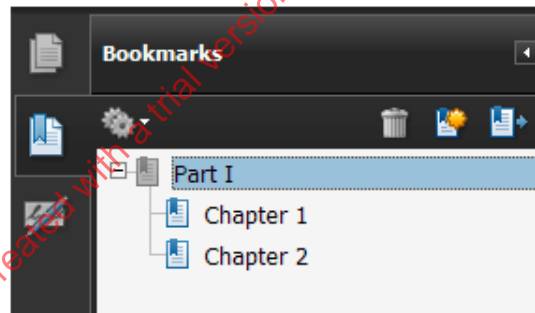 Created with a trial version
Bookmarks
Part I
Chapter 1
Chapter 2